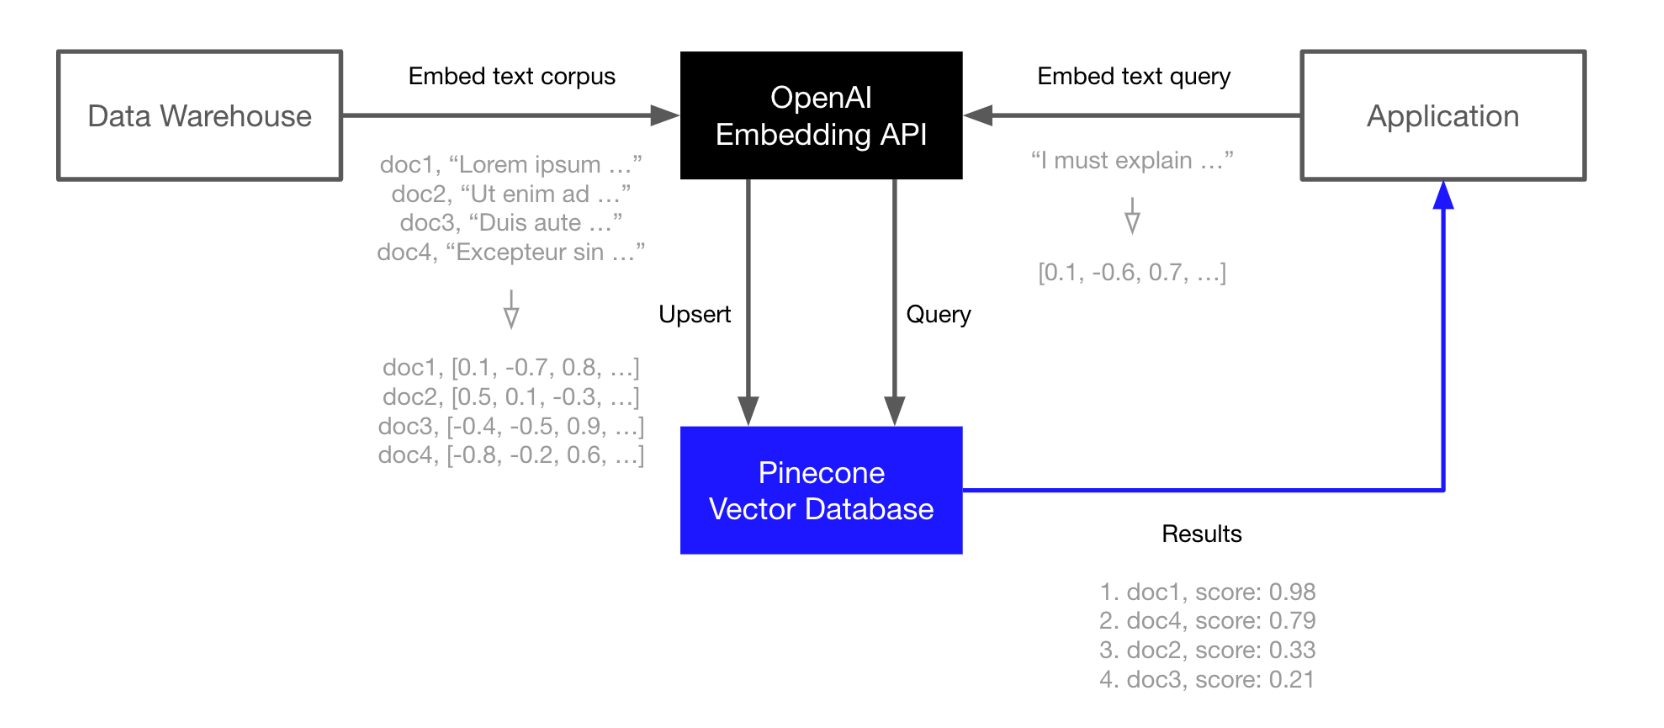 Data Warehouse
Embed text corpus
doc1, “Lorem ipsum …”
doc2, “Ut enim ad …”
doc3, “Duis aute …”
doc4, “Excepteur sin …”
doc1, [0.1, -0.7, 0.8, …]
doc2, [0.5, 0.1, -0.3, …]
doc3, [-0.4, -0.5, 0.9, …]
doc4, [-0.8, -0.2, 0.6, …]
OpenAI
Embedding API
Embed text query
“I must explain …”
[0.1, -0.6, 0.7, …]
Application
Upsert
Query
Pinecone
Vector Database
Results
1. doc1, score: 0.98
2. doc4, score: 0.79
3. doc2, score: 0.33
4. doc3, score: 0.21